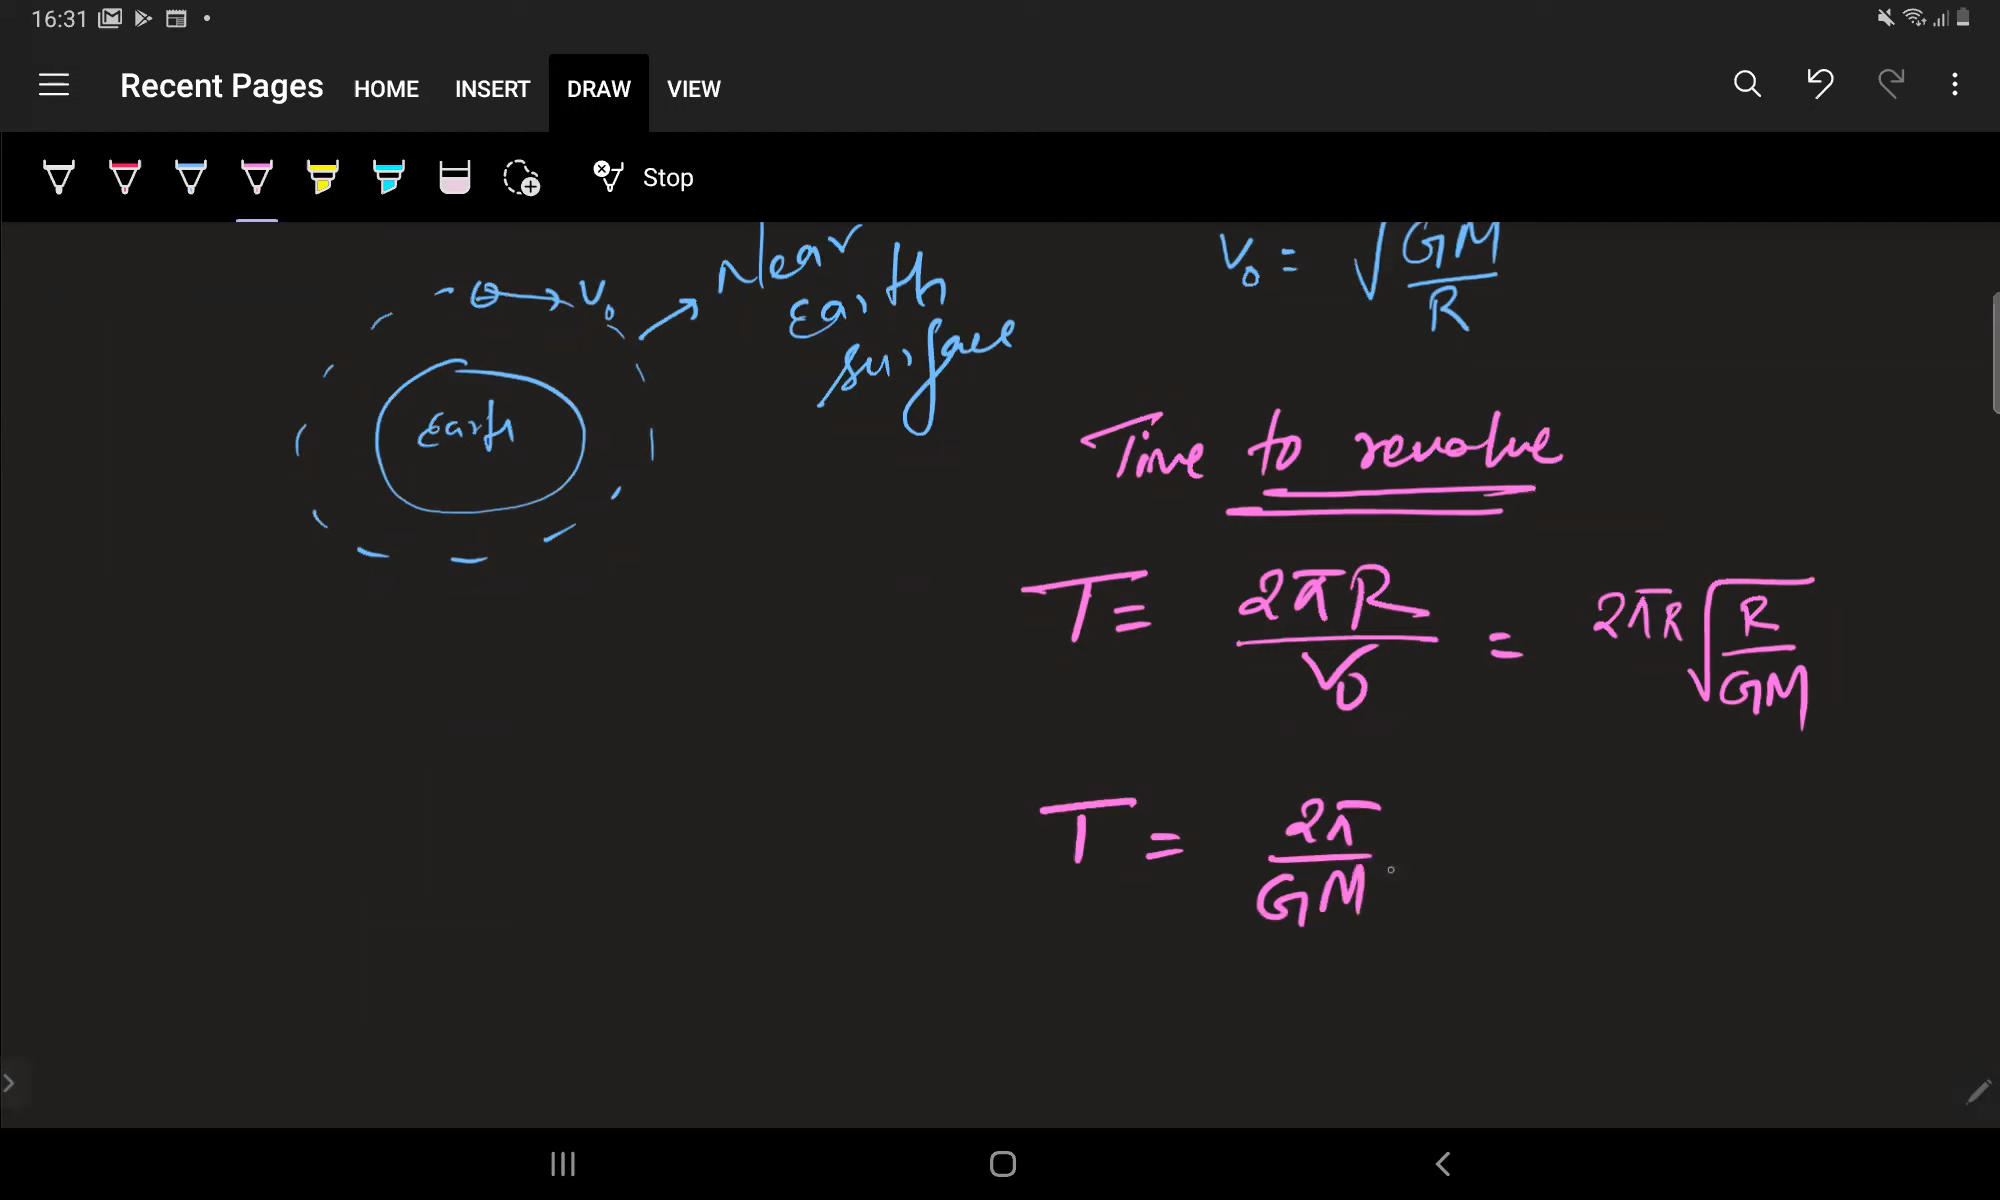 16:31
Recent Pages HOME INSERT DRAW VIEW
Stop
Near
Earth
surface
V₀
Earth
V₀ = √(GM/R)
Time to revolve
T = 2πR/V₀ = 2πR √(R/GM)
T = 2π/GM